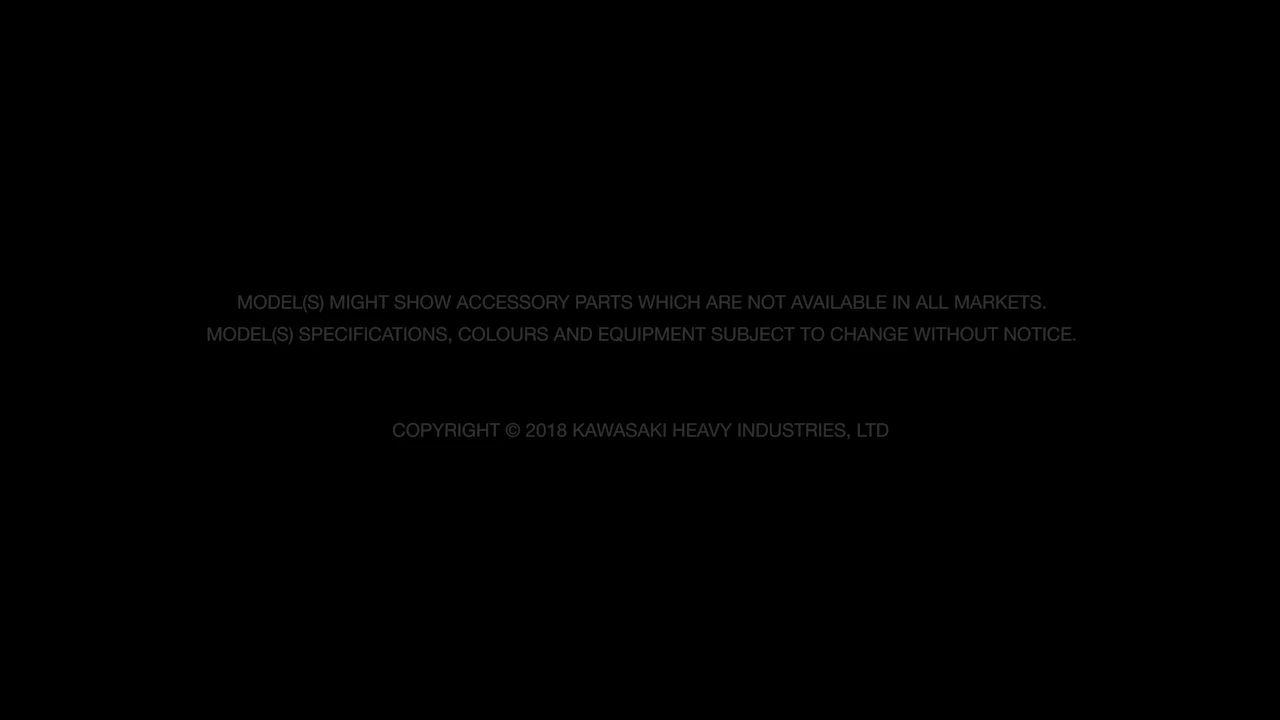 MODEL(S) MIGHT SHOW ACCESSORY PARTS WHICH ARE NOT AVAILABLE IN ALL MARKETS.
MODEL(S) SPECIFICATIONS, COLOURS AND EQUIPMENT SUBJECT TO CHANGE WITHOUT NOTICE.
COPYRIGHT © 2018 KAWASAKI HEAVY INDUSTRIES, LTD